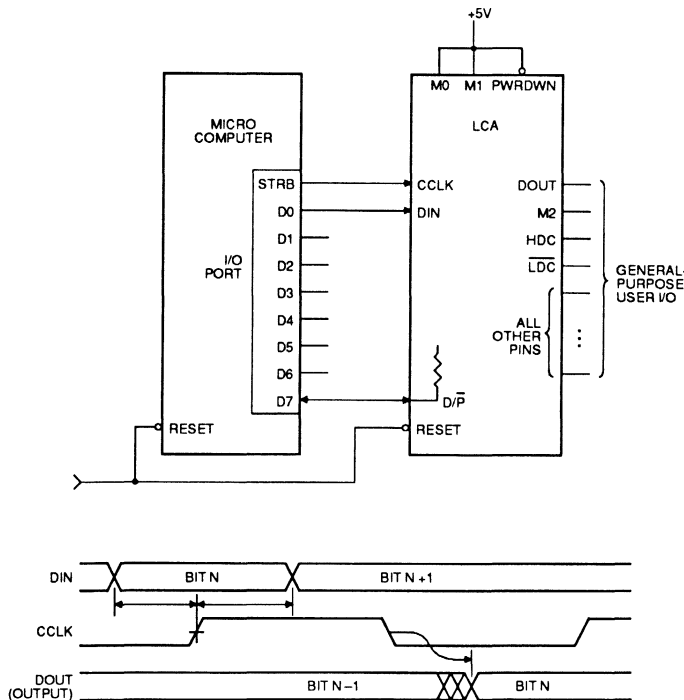 +5V
M0 M1 PWRDWN
MICRO
COMPUTER
LCA
STRB
CCLK
DOUT
D0
DIN
M2
D1
HDC
I/O
PORT
D2
LDC
GENERAL-
PURPOSE
USER I/O
D3
D4
ALL
OTHER
PINS
D5
D6
D7
D/P
RESET
RESET
DIN
BIT N
BIT N +1
CCLK
DOUT
(OUTPUT)
BIT N–1
BIT N